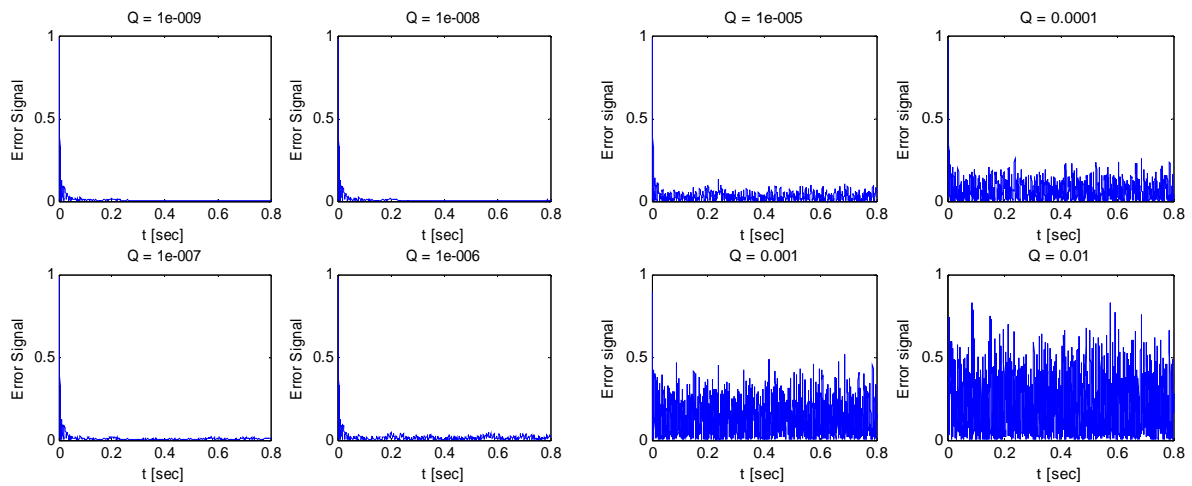 Q = 1e-009
Q = 1e-008
Q = 1e-005
Q = 0.0001
1
0.5
0
Error Signal
0 0.2 0.4 0.6 0.8
t [sec]
1
0.5
0
Error Signal
0 0.2 0.4 0.6 0.8
t [sec]
1
0.5
0
Error Signal
0 0.2 0.4 0.6 0.8
t [sec]
1
0.5
0
Error signal
0 0.2 0.4 0.6 0.8
t [sec]
Q = 1e-007
Q = 1e-006
Q = 0.001
Q = 0.01
1
0.5
0
Error Signal
0 0.2 0.4 0.6 0.8
t [sec]
1
0.5
0
Error Signal
0 0.2 0.4 0.6 0.8
t [sec]
1
0.5
0
Error signal
0 0.2 0.4 0.6 0.8
t [sec]
1
0.5
0
Error signal
0 0.2 0.4 0.6 0.8
t [sec]